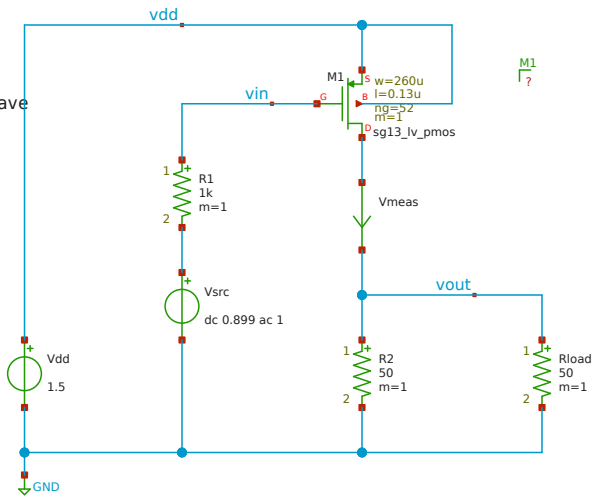 vdd
M1
S
w=260u
l=0.13u
B
ng=52
m=1
G
D
sg13_lv_pmos
M1
?
ave
vin
1
+
R1
1k
m=1
2
Vmeas
+
Vsrc
dc 0.899 ac 1
vout
+
Vdd
1.5
1
+
R2
50
m=1
2
1
+
Rload
50
m=1
2
GND